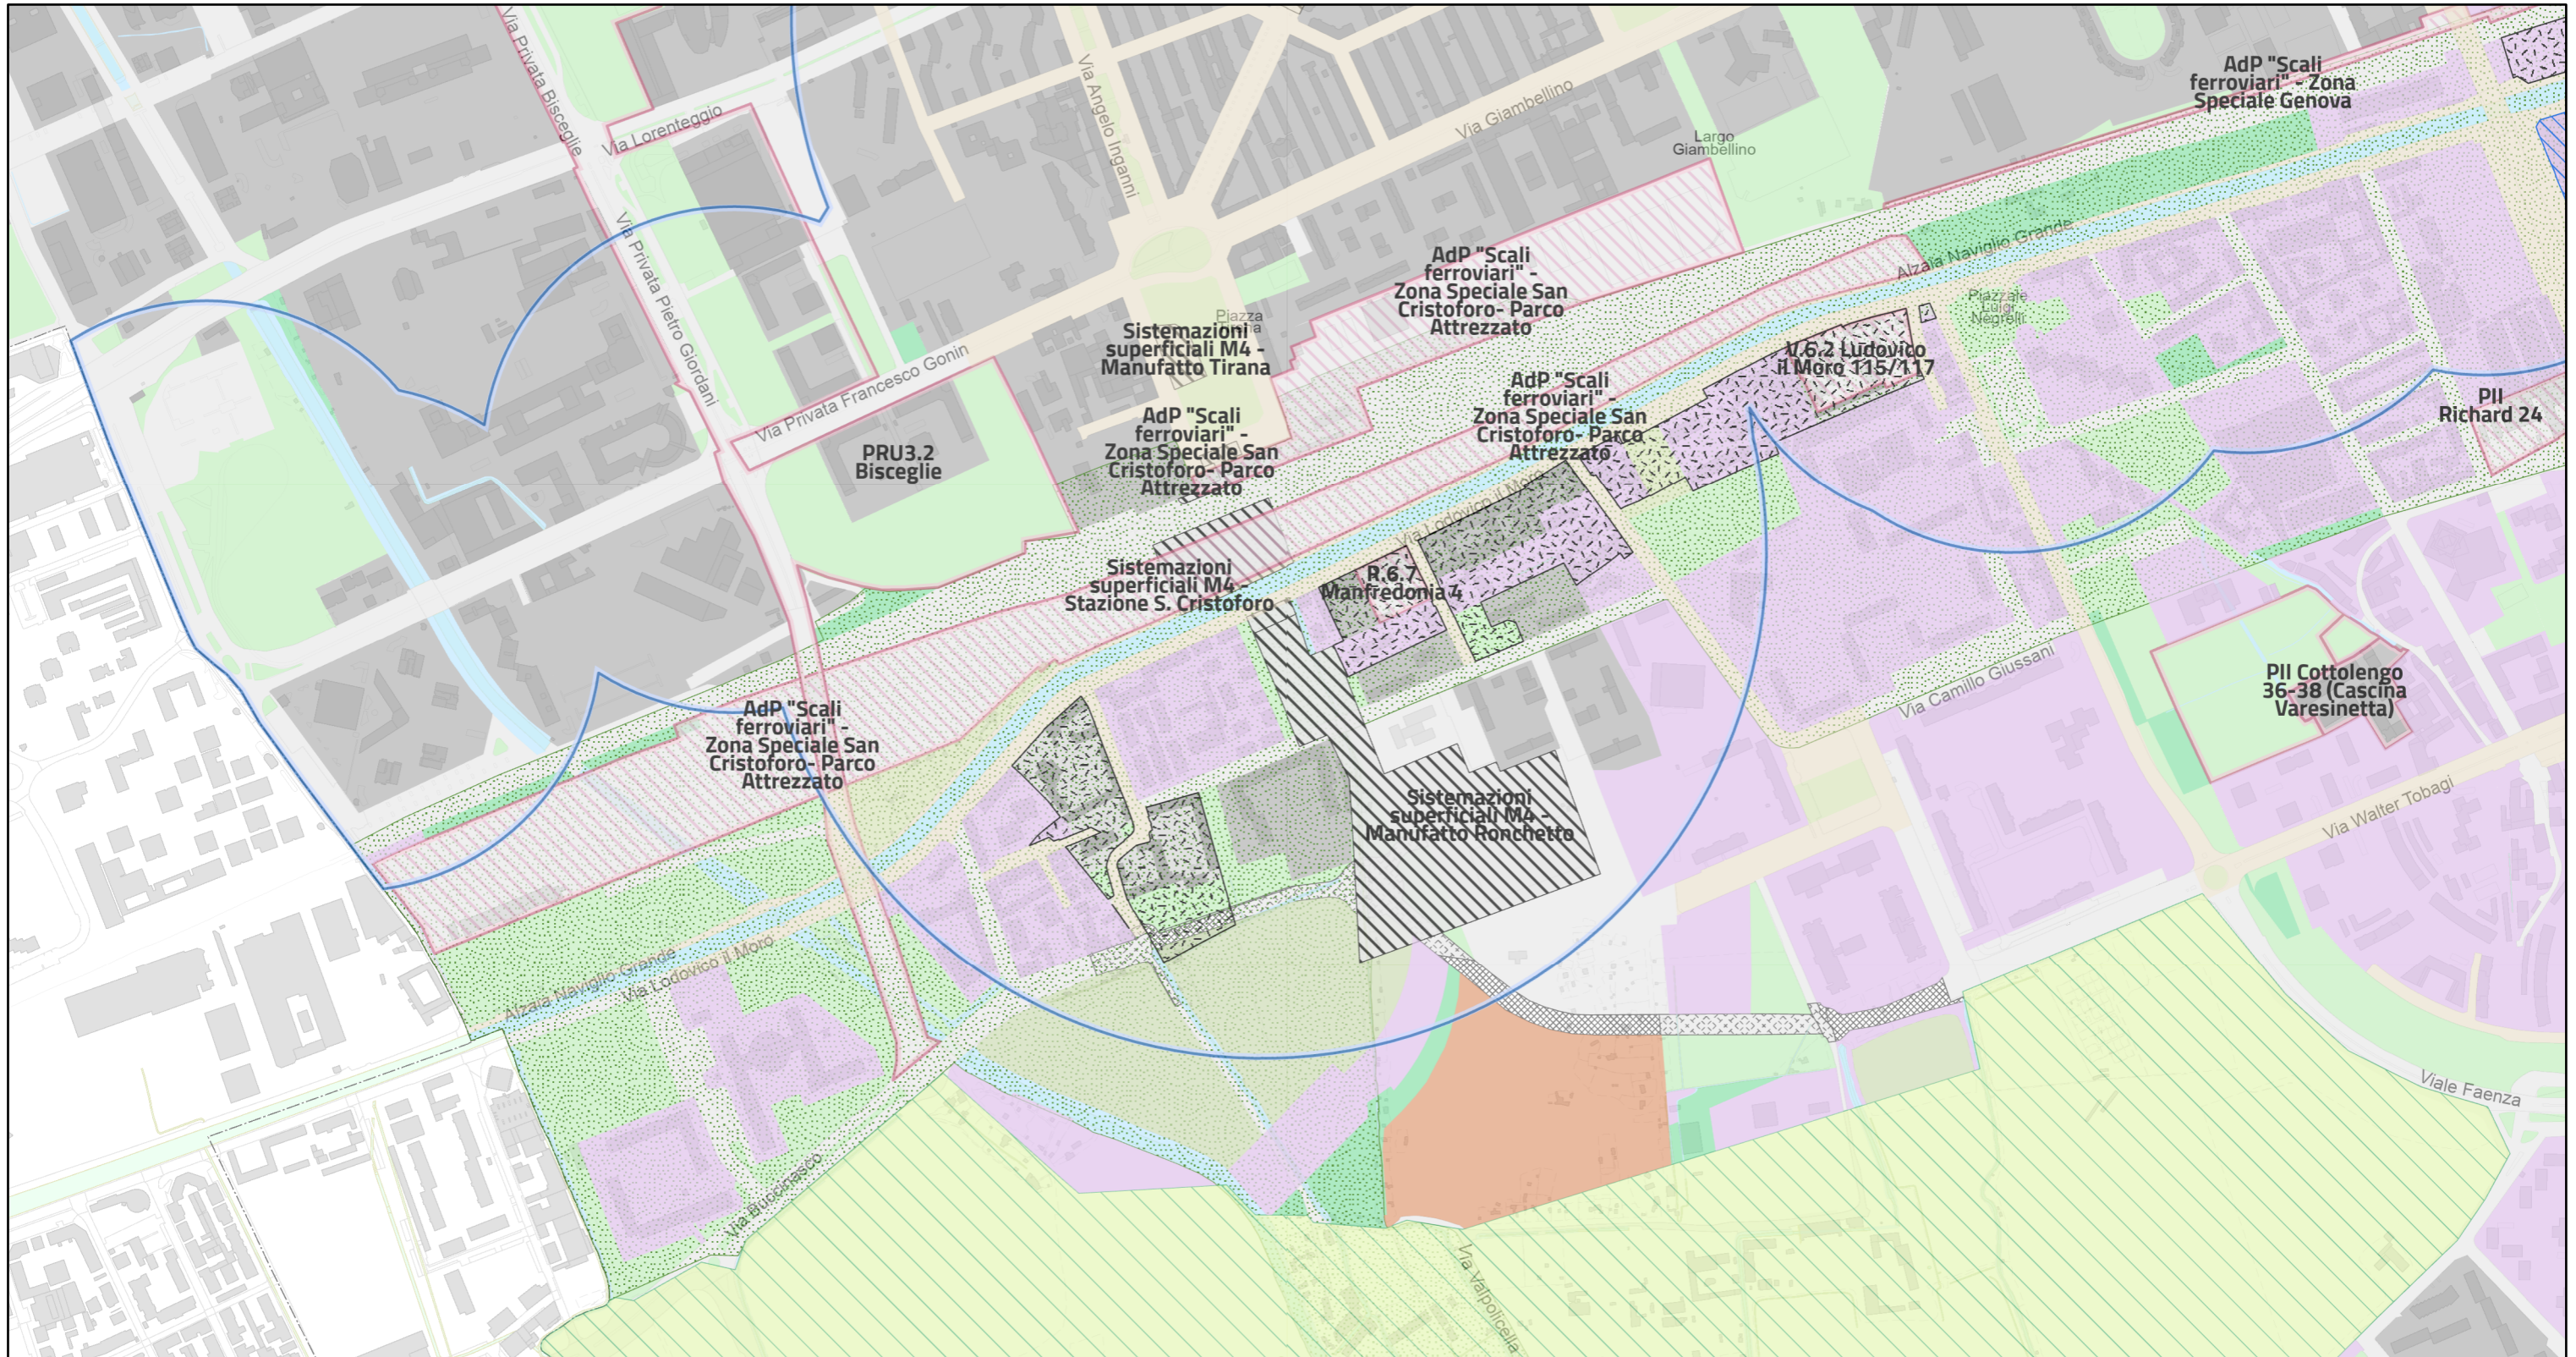 Via Privata Bisceglie
Via Lorenteggio
Via Angelo Inganni
Via Giambellino
Largo
Giambellino
AdP "Scali
ferroviari" - Zona
Speciale Genova
Via Privata Pietro Giordani
Alzaia Naviglio Grande
AdP "Scali
ferroviari" -
Zona Speciale San
Cristoforo- Parco
Attrezzato
Piazzale
Luigi
Negrelli
Piazza
Sistemazioni
superficiali M4 -
Manufatto Tirana
V.6.2 Ludovico
il Moro 115/117
Via Privata Francesco Gonin
AdP "Scali
ferroviari" -
Zona Speciale San
Cristoforo- Parco
Attrezzato
PII
Richard 24
AdP "Scali
ferroviari" -
Zona Speciale San
Cristoforo- Parco
Attrezzato
PRU3.2
Bisceglie
Via Lodovico il Moro
Sistemazioni
superficiali M4 -
Stazione S. Cristoforo
R.6.7
Manfredonia 4
Via Camillo Giussani
PII Cottolengo
36-38 (Cascina
Varesinetta)
AdP "Scali
ferroviari" -
Zona Speciale San
Cristoforo- Parco
Attrezzato
Sistemazioni
superficiali M4 -
Manufatto Ronchetto
Via Walter Tobagi
Alzaia Naviglio Grande
Via Lodovico il Moro
Viale Faenza
Via Buccinasco
Via Valpolicella